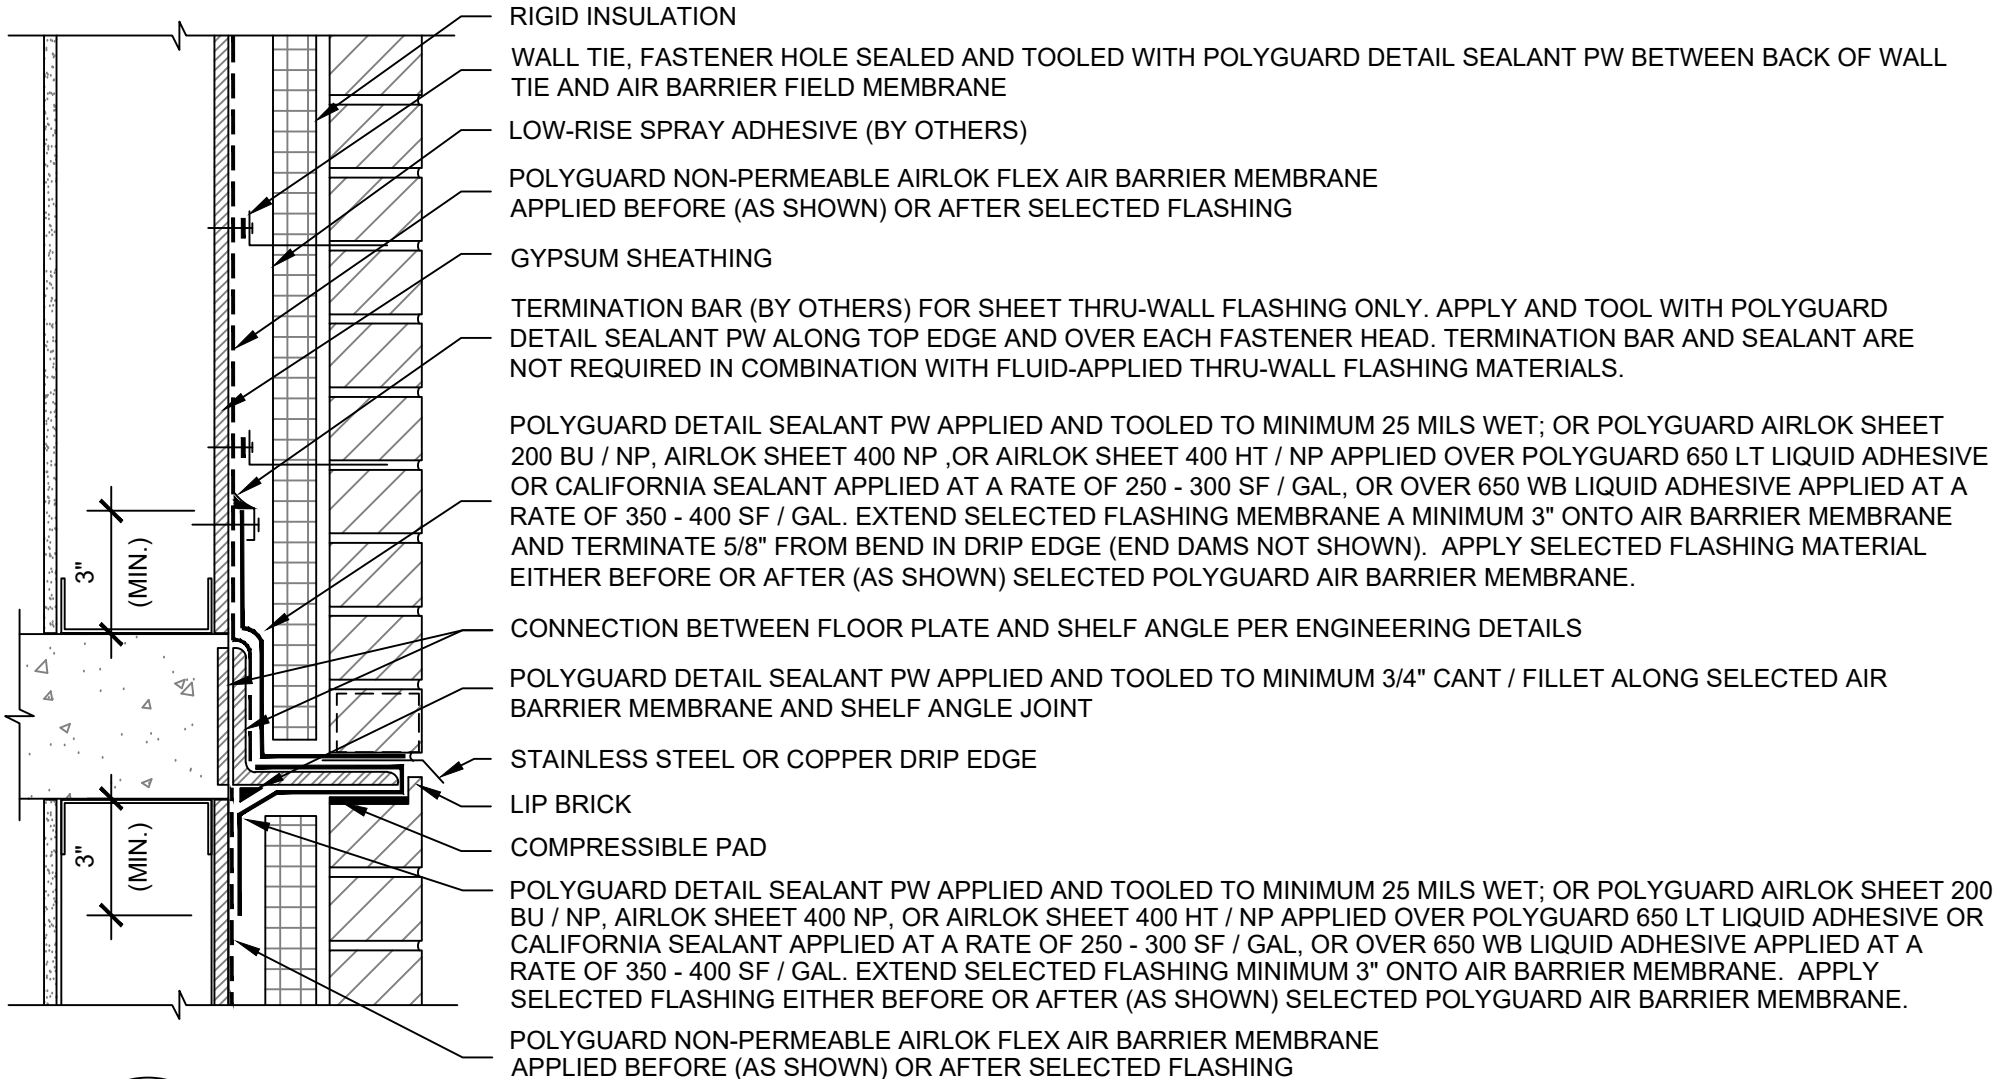 RIGID INSULATION
WALL TIE, FASTENER HOLE SEALED AND TOOLED WITH POLYGUARD DETAIL SEALANT PW BETWEEN BACK OF WALL
TIE AND AIR BARRIER FIELD MEMBRANE
LOW-RISE SPRAY ADHESIVE (BY OTHERS)
POLYGUARD NON-PERMEABLE AIRLOK FLEX AIR BARRIER MEMBRANE
APPLIED BEFORE (AS SHOWN) OR AFTER SELECTED FLASHING
GYPSUM SHEATHING
TERMINATION BAR (BY OTHERS) FOR SHEET THRU-WALL FLASHING ONLY. APPLY AND TOOL WITH POLYGUARD
DETAIL SEALANT PW ALONG TOP EDGE AND OVER EACH FASTENER HEAD. TERMINATION BAR AND SEALANT ARE
NOT REQUIRED IN COMBINATION WITH FLUID-APPLIED THRU-WALL FLASHING MATERIALS.
POLYGUARD DETAIL SEALANT PW APPLIED AND TOOLED TO MINIMUM 25 MILS WET; OR POLYGUARD AIRLOK SHEET
200 BU / NP, AIRLOK SHEET 400 NP ,OR AIRLOK SHEET 400 HT / NP APPLIED OVER POLYGUARD 650 LT LIQUID ADHESIVE
OR CALIFORNIA SEALANT APPLIED AT A RATE OF 250 - 300 SF / GAL, OR OVER 650 WB LIQUID ADHESIVE APPLIED AT A
RATE OF 350 - 400 SF / GAL. EXTEND SELECTED FLASHING MEMBRANE A MINIMUM 3" ONTO AIR BARRIER MEMBRANE
AND TERMINATE 5/8" FROM BEND IN DRIP EDGE (END DAMS NOT SHOWN). APPLY SELECTED FLASHING MATERIAL
EITHER BEFORE OR AFTER (AS SHOWN) SELECTED POLYGUARD AIR BARRIER MEMBRANE.
3"
(MIN.)
CONNECTION BETWEEN FLOOR PLATE AND SHELF ANGLE PER ENGINEERING DETAILS
POLYGUARD DETAIL SEALANT PW APPLIED AND TOOLED TO MINIMUM 3/4" CANT / FILLET ALONG SELECTED AIR
BARRIER MEMBRANE AND SHELF ANGLE JOINT
STAINLESS STEEL OR COPPER DRIP EDGE
LIP BRICK
COMPRESSIBLE PAD
3"
(MIN.)
POLYGUARD DETAIL SEALANT PW APPLIED AND TOOLED TO MINIMUM 25 MILS WET; OR POLYGUARD AIRLOK SHEET 200
BU / NP, AIRLOK SHEET 400 NP, OR AIRLOK SHEET 400 HT / NP APPLIED OVER POLYGUARD 650 LT LIQUID ADHESIVE OR
CALIFORNIA SEALANT APPLIED AT A RATE OF 250 - 300 SF / GAL, OR OVER 650 WB LIQUID ADHESIVE APPLIED AT A
RATE OF 350 - 400 SF / GAL. EXTEND SELECTED FLASHING MINIMUM 3" ONTO AIR BARRIER MEMBRANE. APPLY
SELECTED FLASHING EITHER BEFORE OR AFTER (AS SHOWN) SELECTED POLYGUARD AIR BARRIER MEMBRANE.
POLYGUARD NON-PERMEABLE AIRLOK FLEX AIR BARRIER MEMBRANE
APPLIED BEFORE (AS SHOWN) OR AFTER SELECTED FLASHING